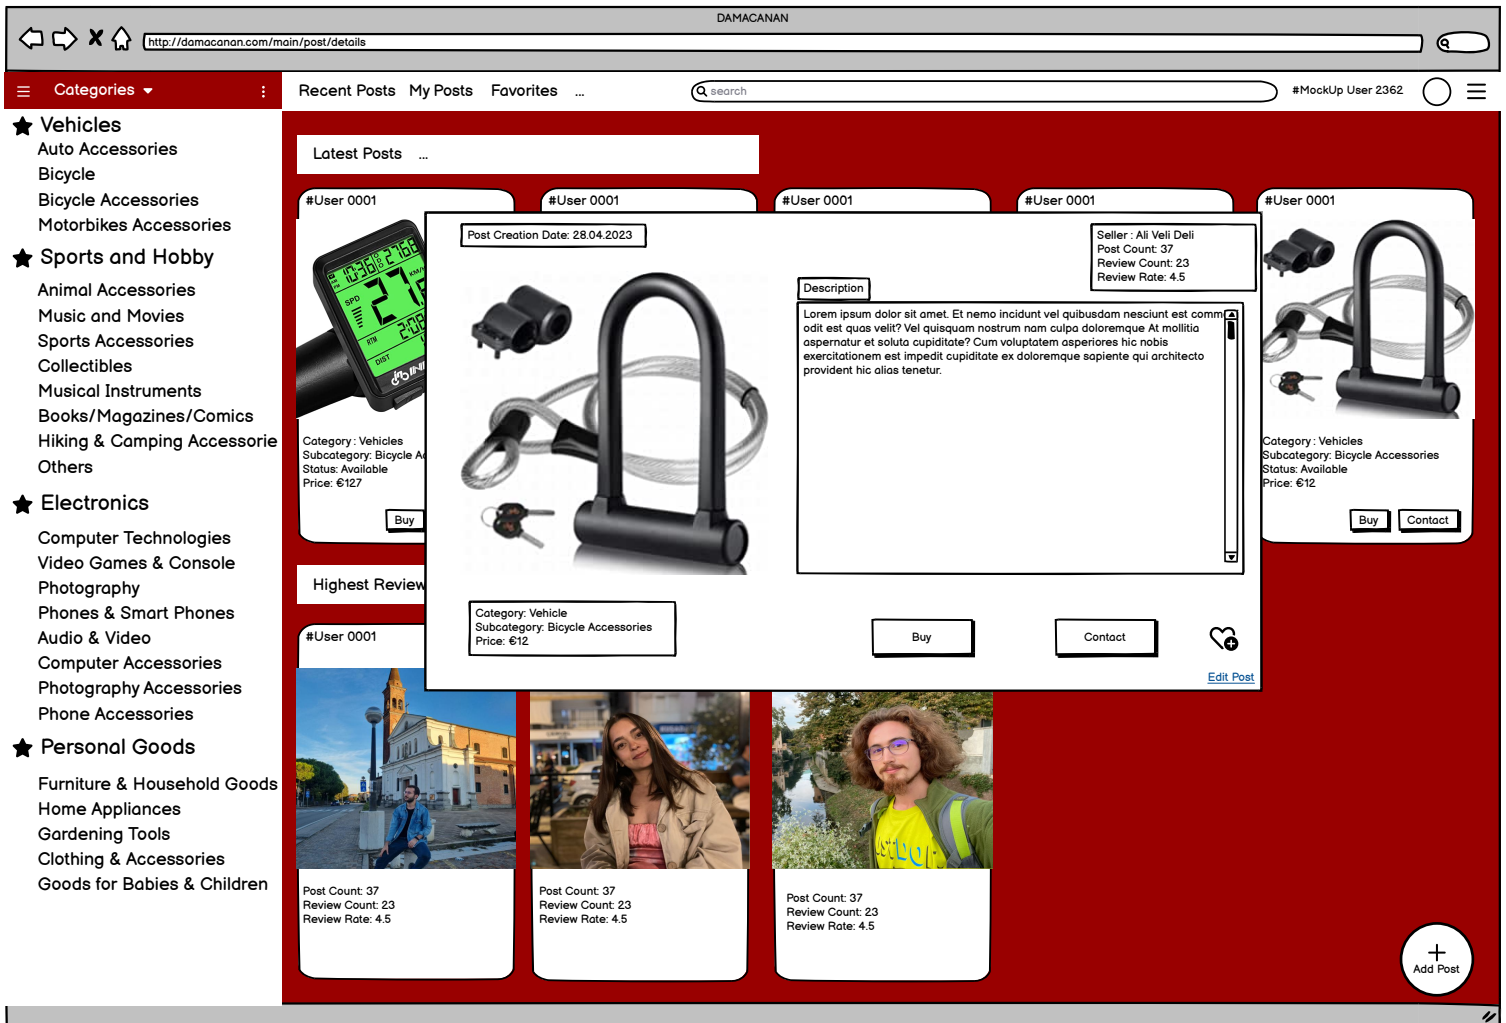 DAMACANAN
http://damacanan.com/main/post/details
Categories
Recent Posts My Posts Favorites ...
search
#MockUp User 2362
Vehicles
Auto Accessories
Bicycle
Bicycle Accessories
Motorbikes Accessories
Sports and Hobby
Animal Accessories
Music and Movies
Sports Accessories
Collectibles
Musical Instruments
Books/Magazines/Comics
Hiking & Camping Accessorie
Others
Electronics
Computer Technologies
Video Games & Console
Photography
Phones & Smart Phones
Audio & Video
Computer Accessories
Photography Accessories
Phone Accessories
Personal Goods
Furniture & Household Goods
Home Appliances
Gardening Tools
Clothing & Accessories
Goods for Babies & Children
Latest Posts ...
#User 0001
#User 0001
#User 0001
#User 0001
#User 0001
SPD
RTM
DIST
Category : Vehicles
Subcategory: Bicycle Ac
Status: Available
Price: €127
Buy
Post Creation Date: 28.04.2023
Seller : Ali Veli Deli
Post Count: 37
Review Count: 23
Review Rate: 4.5
Description
Lorem ipsum dolor sit amet. Et nemo incidunt vel quibusdam nesciunt est comm
odit est quas velit? Vel quisquam nostrum nam culpa doloremque At mollitia
aspernatur et soluta cupiditate? Cum voluptatem asperiores hic nobis
exercitationem est impedit cupiditate ex doloremque sapiente qui architecto
provident hic alias tenetur.
Category: Vehicle
Subcategory: Bicycle Accessories
Price: €12
Buy
Contact
Edit Post
Category : Vehicles
Subcategory: Bicycle Accessories
Status: Available
Price: €12
Buy
Contact
Highest Review
#User 0001
Post Count: 37
Review Count: 23
Review Rate: 4.5
Post Count: 37
Review Count: 23
Review Rate: 4.5
Post Count: 37
Review Count: 23
Review Rate: 4.5
Add Post